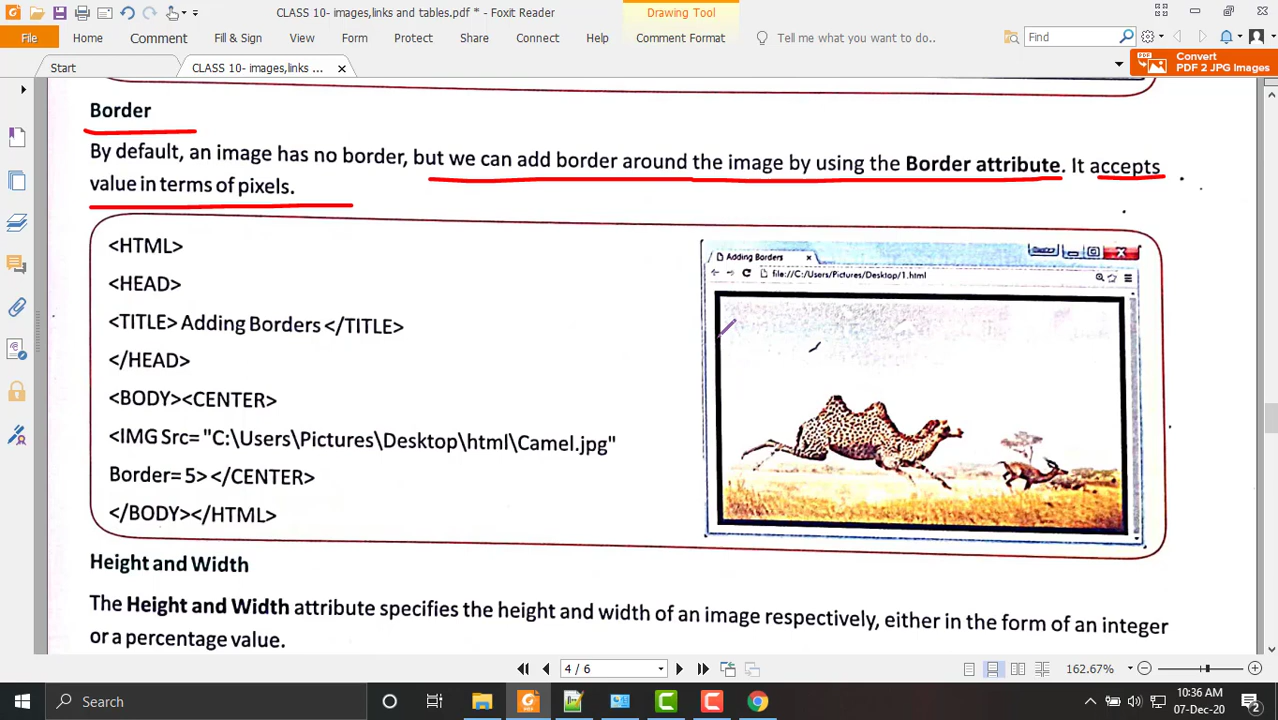 CLASS 10- images,links and tables.pdf * - Foxit Reader
Drawing Tool
File
Home
Comment
Fill & Sign
View
Form
Protect
Share
Connect
Help
Comment Format
Tell me what you want to do..
Find
Start
CLASS 10- images,links ...
Convert
PDF 2 JPG Images
Border
By default, an image has no border, but we can add border around the image by using the Border attribute. It accepts
value in terms of pixels.
<HTML>
<HEAD>
<TITLE> Adding Borders </TITLE>
</HEAD>
<BODY><CENTER>
<IMG Src= "C:\Users\Pictures\Desktop\html\Camel.jpg"
Border= 5> </CENTER>
</BODY></HTML>
Adding Borders
file://C:/Users/Pictures/Desktop/1.html
Height and Width
The Height and Width attribute specifies the height and width of an image respectively, either in the form of an integer
or a percentage value.
4 / 6
162.67%
Search
10:36 AM
07-Dec-20
2